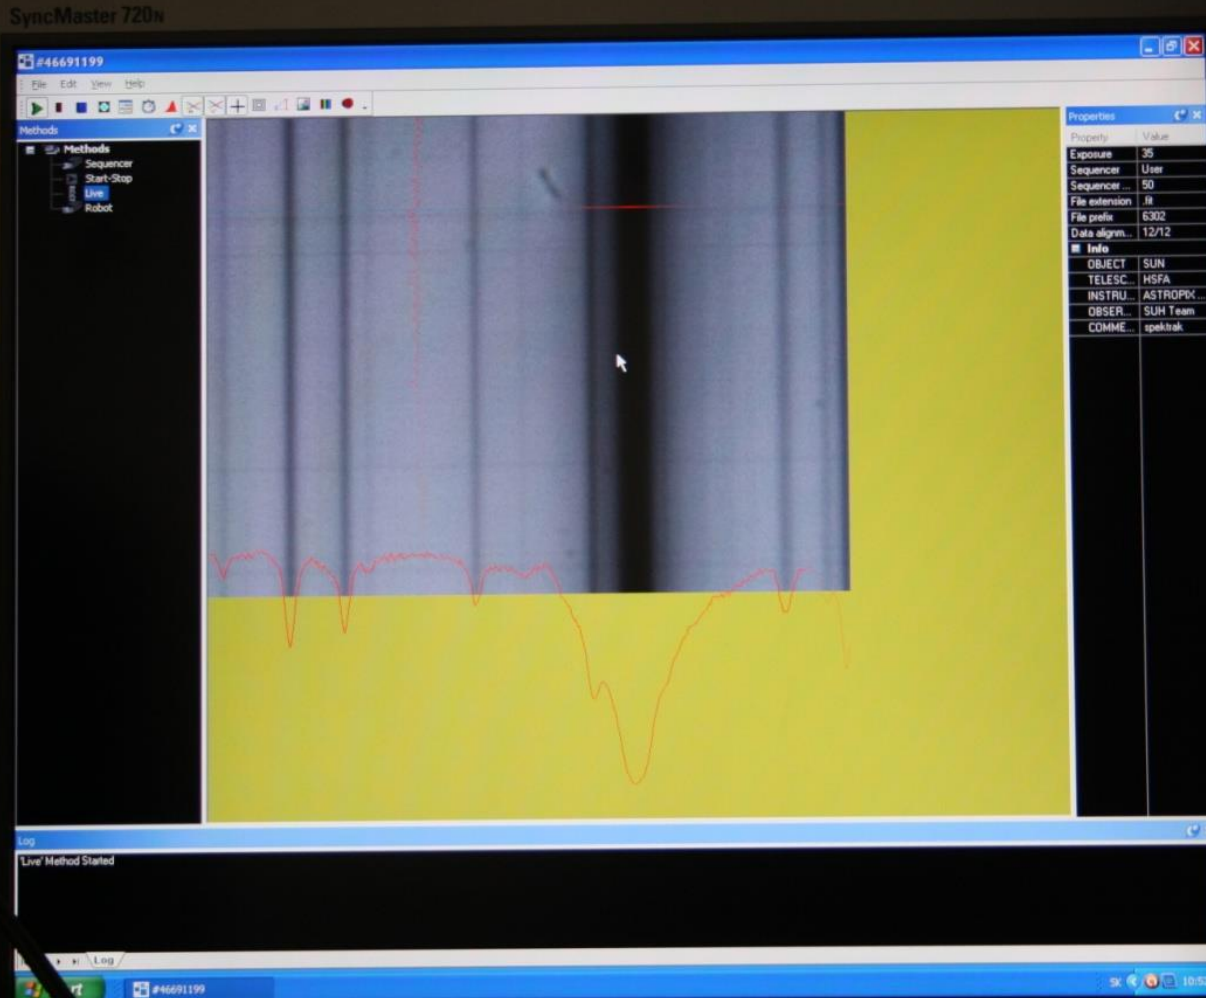 SyncMaster 720N
#46691199
File Edit View Help
Methods
Methods
Sequencer
Start-Stop
Live
Robot
Properties
Property Value
Exposure 35
Sequencer User
Sequencer ... 50
File extension .fit
File prefix 6302
Data alignm... 12/12
Info
OBJECT SUN
TELESC... HSFA
INSTRU... ASTROPIX ...
OBSER... SUH Team
COMME... spektrak
Log
'Live' Method Started
Log
#46691199
SK